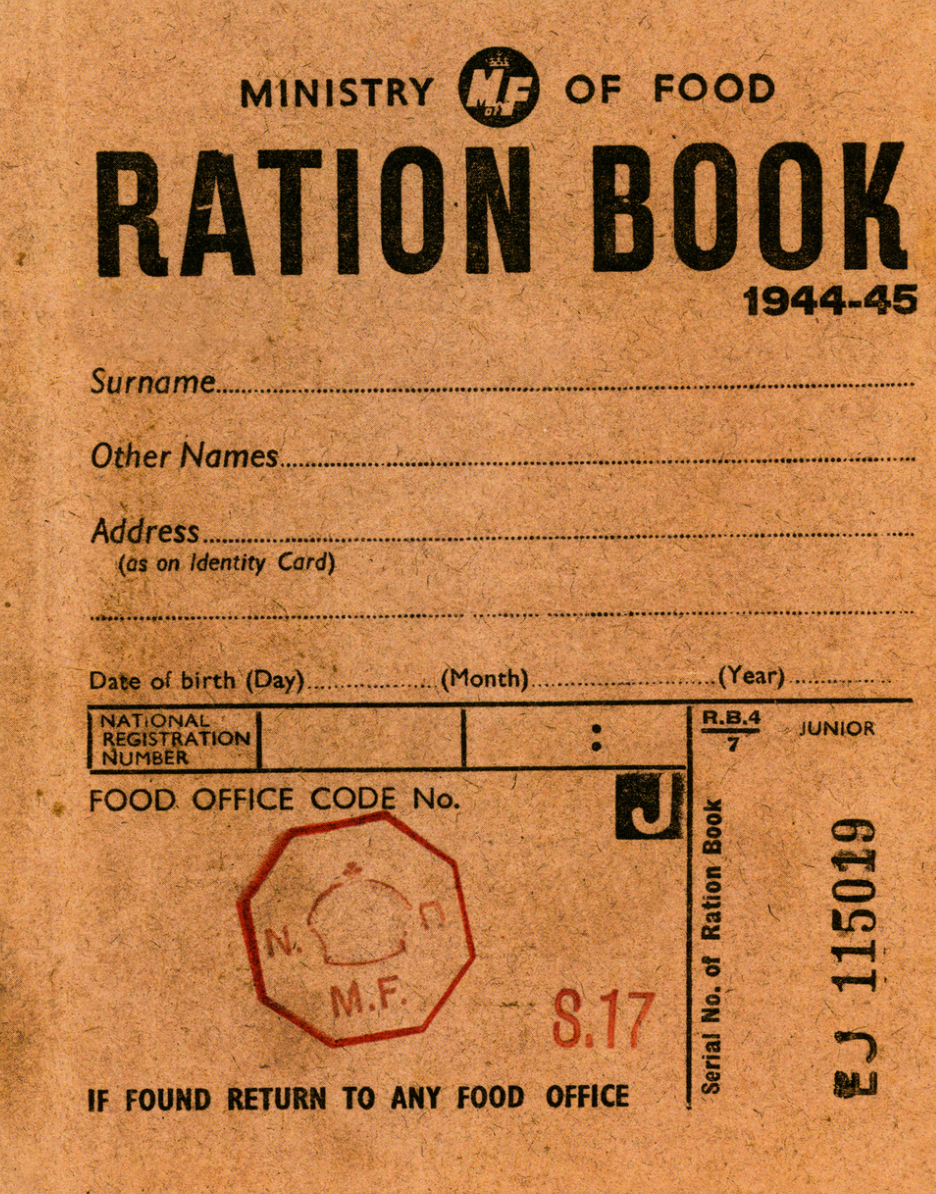 MINISTRY MF MoF OF FOOD
RATION BOOK
1944-45
Surname
Other Names
Address
(as on Identity Card)
Date of birth (Day) (Month) (Year)
NATIONAL
REGISTRATION
NUMBER
:
R.B.4
7
JUNIOR
FOOD OFFICE CODE No.
J
N.
M.F.
S.17
IF FOUND RETURN TO ANY FOOD OFFICE
Serial No. of Ration Book
EJ 115019